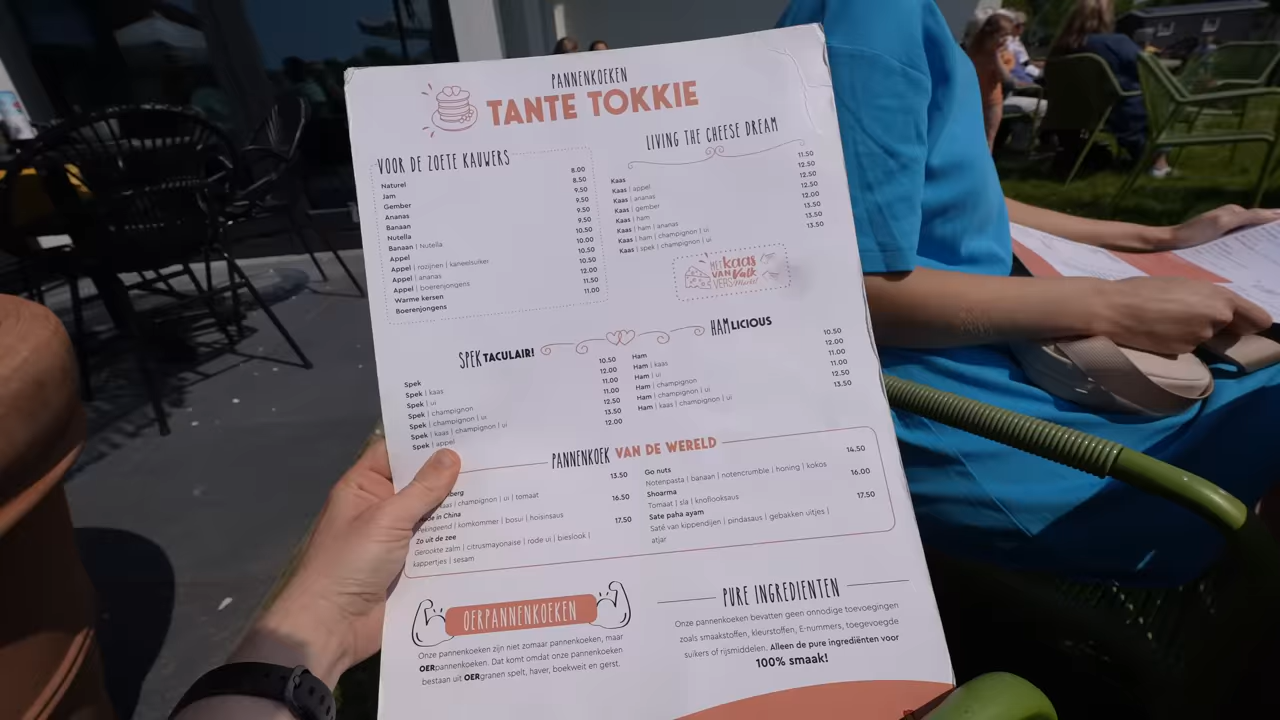 PANNENKOEKEN
TANTE TOKKIE
VOOR DE ZOETE KAUWERS
Naturel 8.00
Jam 8.50
Gember 9.50
Ananas 9.50
Banaan 9.50
Nutella 9.50
Banaan | Nutella 10.50
Appel 10.00
Appel | rozijnen | kaneelsuiker 10.50
Appel | ananas 10.50
Appel | boerenjongens 12.00
Warme kersen 11.50
Boerenjongens 11.00
LIVING THE CHEESE DREAM
Kaas 11.50
Kaas | appel 12.50
Kaas | ananas 12.50
Kaas | gember 12.50
Kaas | ham 12.00
Kaas | ham | ananas 13.50
Kaas | ham | champignon | ui 13.50
Kaas | spek | champignon | ui 13.50
MET kaas
VAN Valk
VERS
SPEKTACULAIR!
Spek 10.50
Spek | kaas 12.00
Spek | ui 11.00
Spek | champignon 11.00
Spek | champignon | ui 12.50
Spek | kaas | champignon | ui 13.50
Spek | appel 12.00
HAMLICIOUS
Ham 10.50
Ham | kaas 12.00
Ham | ui 11.00
Ham | champignon 11.00
Ham | champignon | ui 12.50
Ham | kaas | champignon | ui 13.50
PANNENKOEK VAN DE WERELD
berg 13.50
kaas | champignon | ui | tomaat
Made in China 16.50
Pekingeend | komkommer | bosui | hoisinsaus
Zo uit de zee 17.50
Gerookte zalm | citrusmayonaise | rode ui | bieslook |
kappertjes | sesam
Go nuts 14.50
Notenpasta | banaan | notencrumble | honing | kokos
Shoarma 16.00
Tomaat | sla | knoflooksaus
Sate paha ayam 17.50
Saté van kippendijen | pindasaus | gebakken uitjes |
atjar
OERPANNENKOEKEN
Onze pannenkoeken zijn niet zomaar pannenkoeken, maar
OERpannenkoeken. Dat komt omdat onze pannenkoeken
bestaan uit OERgranen spelt, haver, boekweit en gerst.
PURE INGREDIENTEN
Onze pannenkoeken bevatten geen onnodige toevoegingen
zoals smaakstoffen, kleurstoffen, E-nummers, toegevoegde
suikers of rijsmiddelen. Alleen de pure ingrediënten voor
100% smaak!